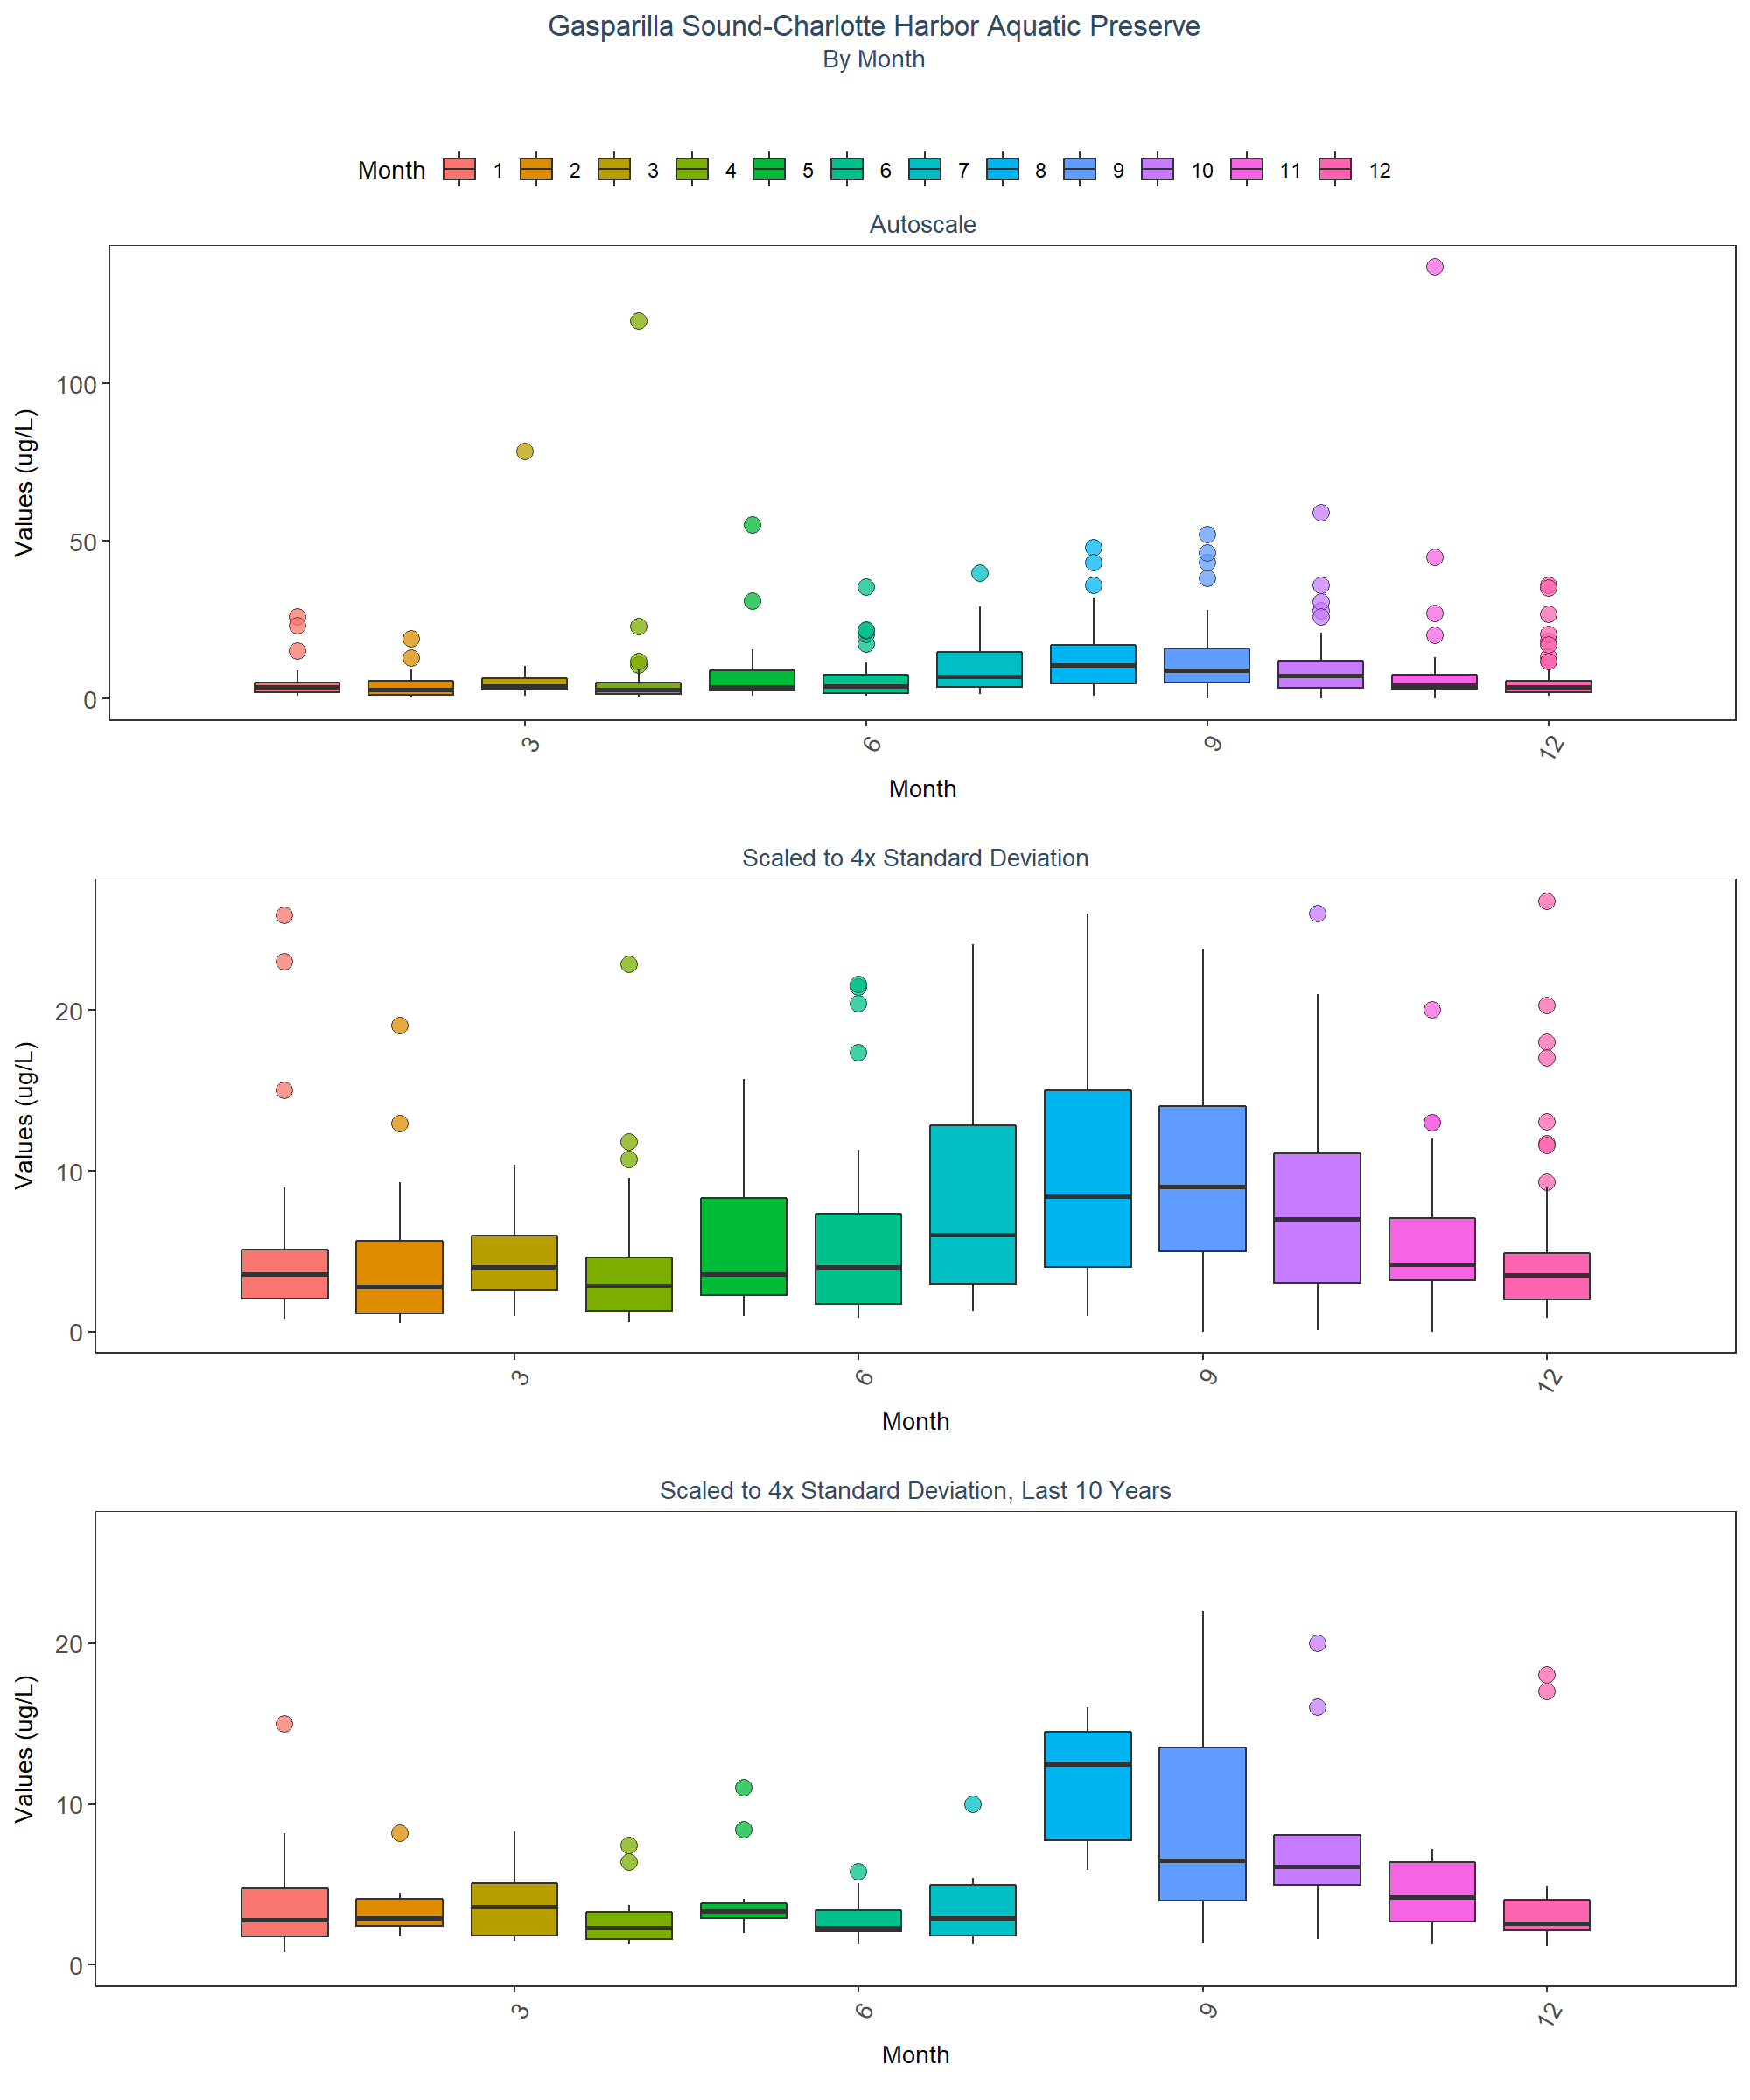 Gasparilla Sound-Charlotte Harbor Aquatic Preserve
By Month
Month 1 2 3 4 5 6 7 8 9 10 11 12
Autoscale
Values (ug/L)
100
50
0
3 6 9 12
Month
Scaled to 4x Standard Deviation
Values (ug/L)
20
10
0
3 6 9 12
Month
Scaled to 4x Standard Deviation, Last 10 Years
Values (ug/L)
20
10
0
3 6 9 12
Month